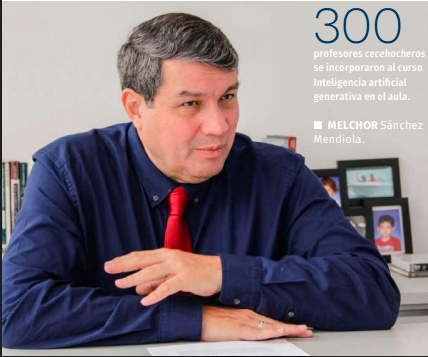 300
profesores cecehacheros
se incorporaron al curso
Inteligencia artificial
generativa en el aula.
■ MELCHOR Sánchez
Mendiola.